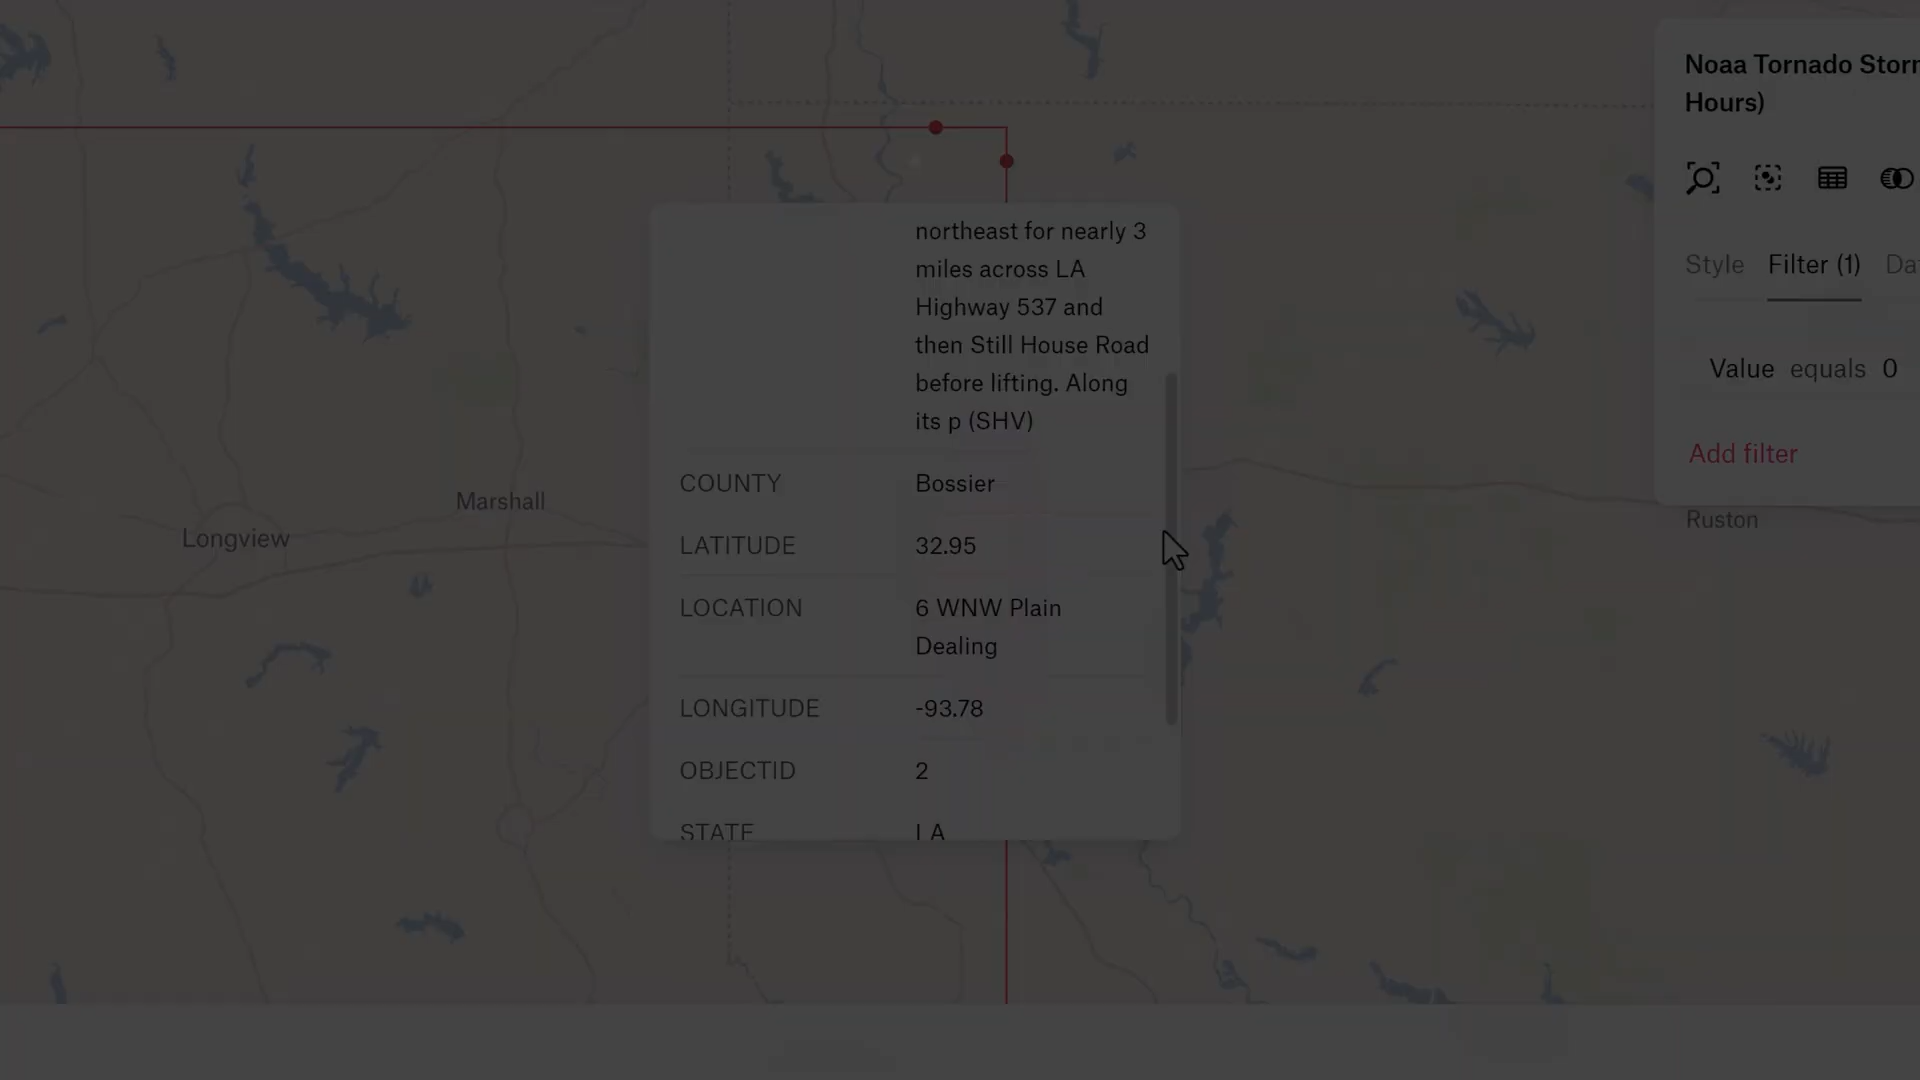 Noaa Tornado Storm
Hours)
Style Filter (1)
Value equals 0
Add filter
northeast for nearly 3
miles across LA
Highway 537 and
then Still House Road
before lifting. Along
its p (SHV)
COUNTY Bossier
LATITUDE 32.95
LOCATION 6 WNW Plain
Dealing
LONGITUDE -93.78
OBJECTID 2
STATE LA
Marshall
Longview
Ruston